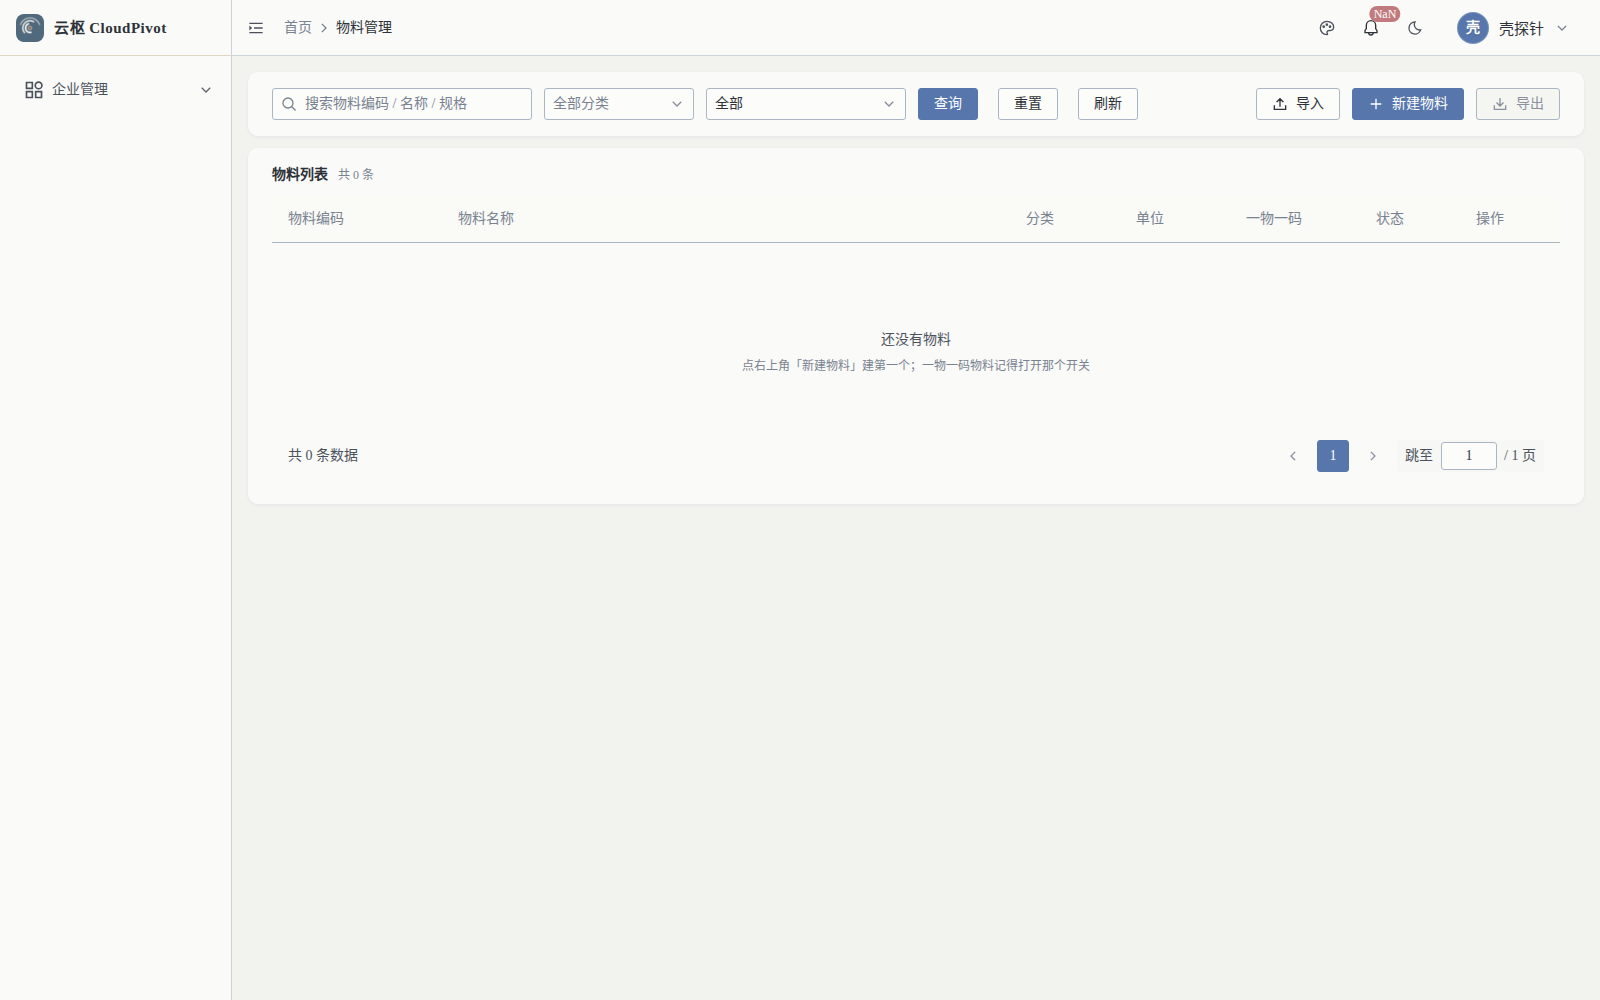 云枢 CloudPivot
首页 > 物料管理
NaN
壳 壳探针
企业管理
搜索物料编码 / 名称 / 规格 全部分类 全部 查询 重置 刷新 导入 新建物料 导出
物料列表 共 0 条
物料编码 物料名称 分类 单位 一物一码 状态 操作
还没有物料
点右上角「新建物料」建第一个；一物一码物料记得打开那个开关
共 0 条数据 1 跳至 1 / 1 页